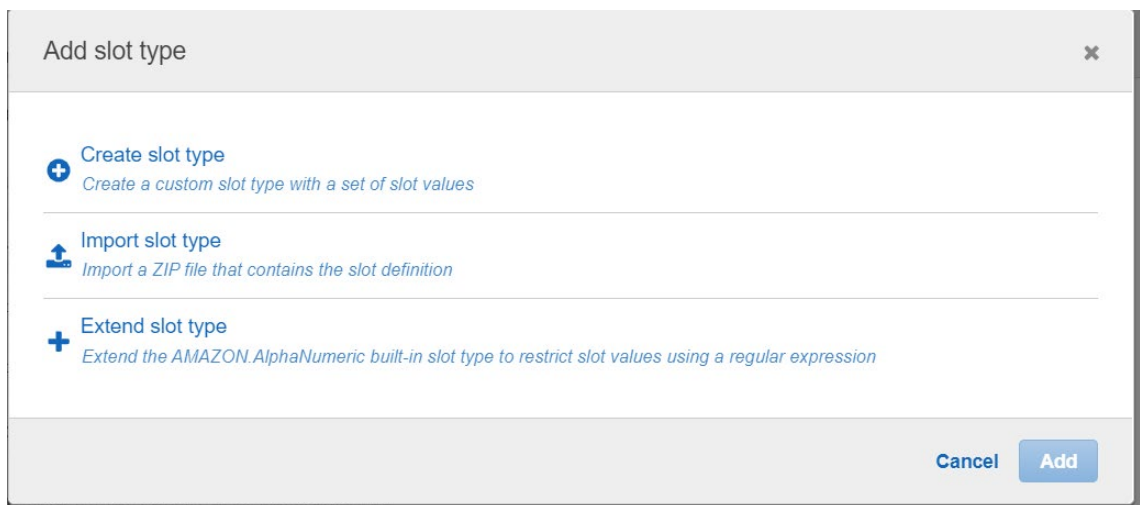 Add slot type
Create slot type
Create a custom slot type with a set of slot values
Import slot type
Import a ZIP file that contains the slot definition
Extend slot type
Extend the AMAZON.AlphaNumeric built-in slot type to restrict slot values using a regular expression
Cancel Add